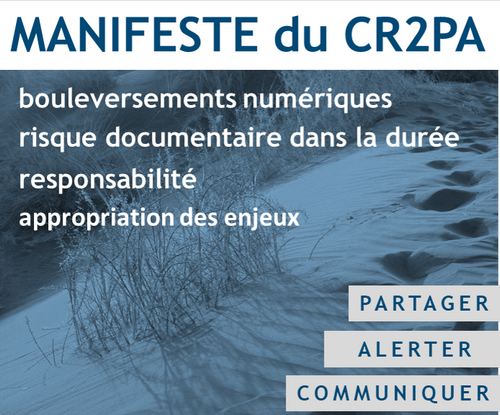 MANIFESTE du CR2PA
bouleversements numériques
risque documentaire dans la durée
responsabilité
appropriation des enjeux
PARTAGER
ALERTER
COMMUNIQUER